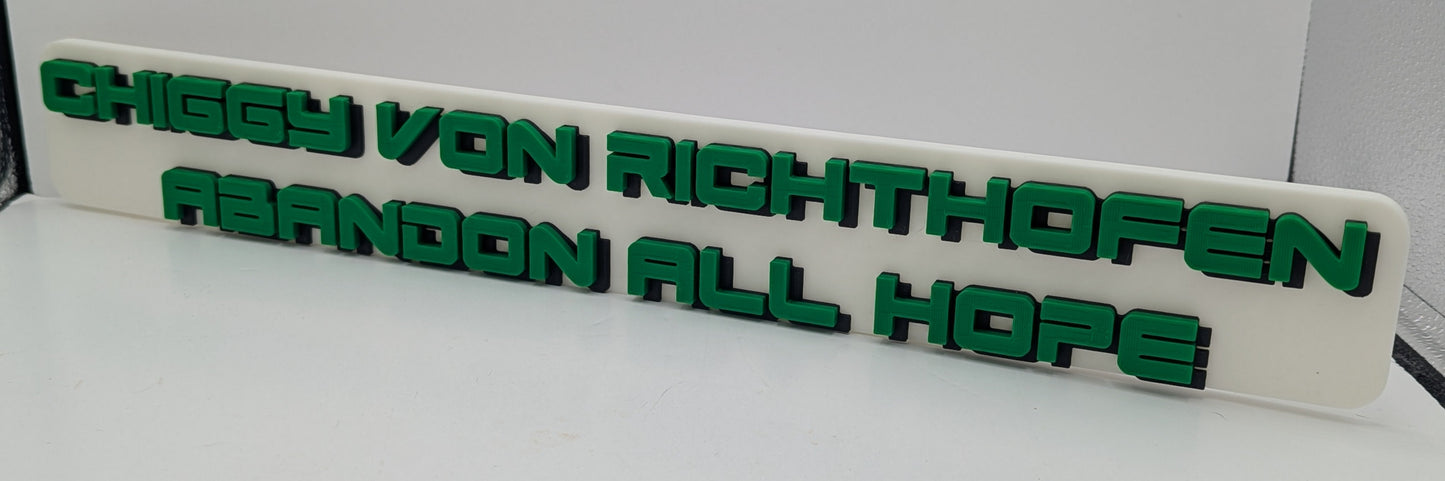 CHIGGY VON RICHTHOFEN
ABANDON ALL HOPE